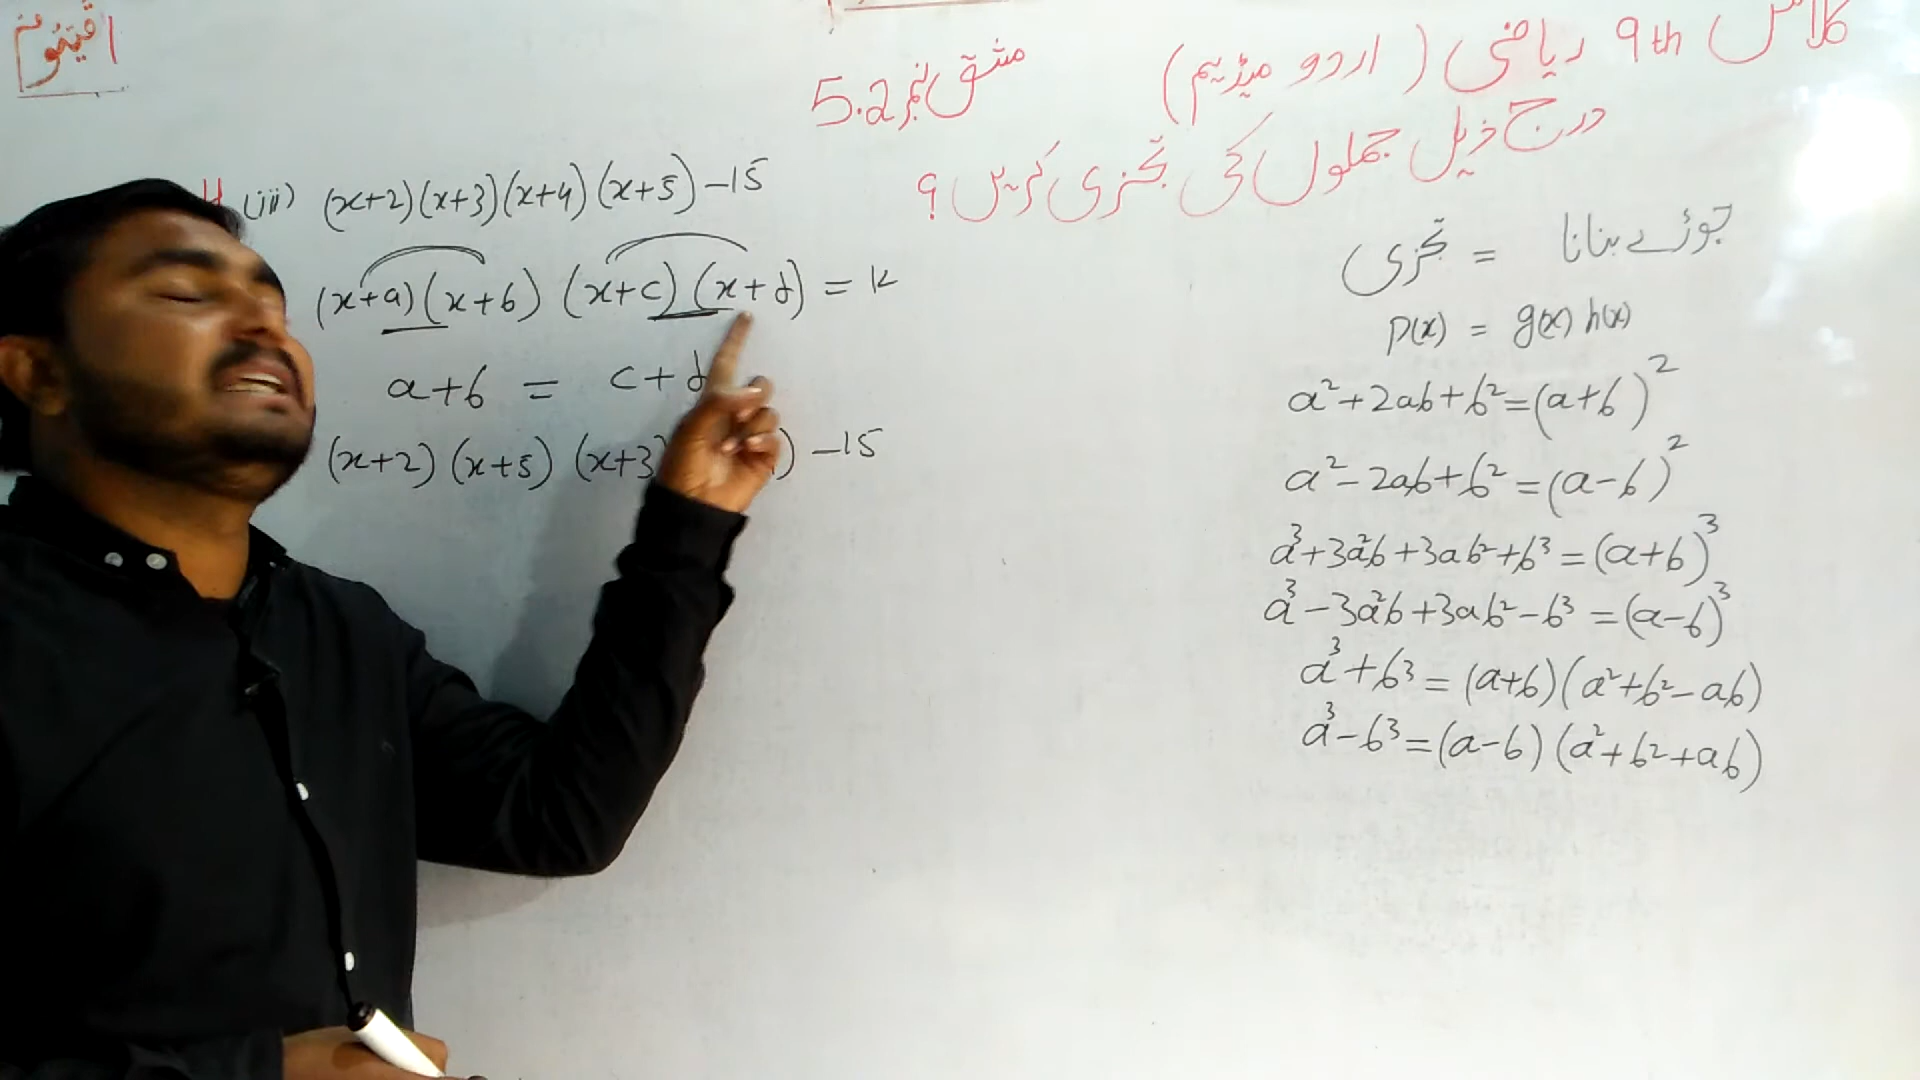 کلاس 9th ریاضی ( اردو میڈیم) مشق نمبر 5.2
درج ذیل جملوں کی تجزی کریں ؟
(iii) (x+2)(x+3)(x+4)(x+5)-15
(x+a)(x+b) (x+c)(x+d) = k
a+b = c+d
(x+2)(x+5)(x+3) -15
جوڑے بنانا = تجزی
p(x) = g(x) h(x)
a²+2ab+b²=(a+b)²
a²-2ab+b²=(a-b)²
a³+3a²b+3ab²+b³=(a+b)³
a³-3a²b+3ab²-b³=(a-b)³
a³+b³=(a+b)(a²+b²-ab)
a³-b³=(a-b)(a²+b²+ab)